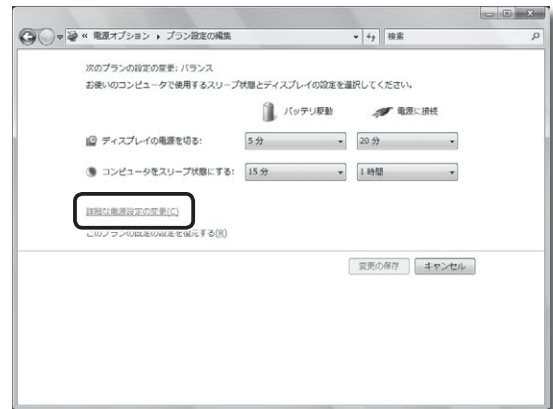 « 電源オプション ▸ プラン設定の編集
検索
次のプランの設定の変更: バランス
お使いのコンピュータで使用するスリープ状態とディスプレイの設定を選択してください。
バッテリ駆動 電源に接続
ディスプレイの電源を切る: 5 分 20 分
コンピュータをスリープ状態にする: 15 分 1 時間
詳細な電源設定の変更(C)
このプランの既定の設定を復元する(R)
変更の保存 キャンセル